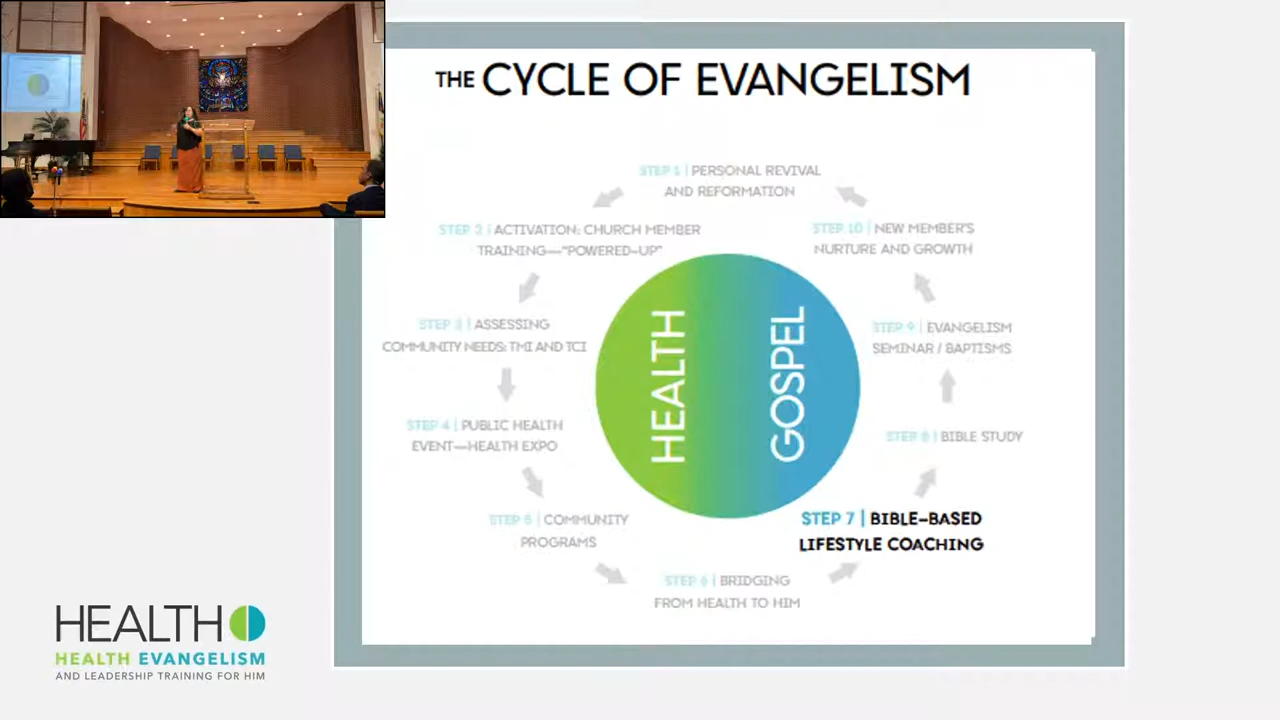 THE CYCLE OF EVANGELISM
STEP 1 | PERSONAL REVIVAL
AND REFORMATION
STEP 2 | ACTIVATION: CHURCH MEMBER
TRAINING—"POWERED-UP"
STEP 3 | ASSESSING
COMMUNITY NEEDS: TMI AND TCI
STEP 4 | PUBLIC HEALTH
EVENT—HEALTH EXPO
STEP 5 | COMMUNITY
PROGRAMS
STEP 6 | BRIDGING
FROM HEALTH TO HIM
STEP 7 | BIBLE-BASED
LIFESTYLE COACHING
STEP 8 | BIBLE STUDY
STEP 9 | EVANGELISM
SEMINAR / BAPTISMS
STEP 10 | NEW MEMBER'S
NURTURE AND GROWTH
HEALTH
GOSPEL
HEALTH
HEALTH EVANGELISM
AND LEADERSHIP TRAINING FOR HIM